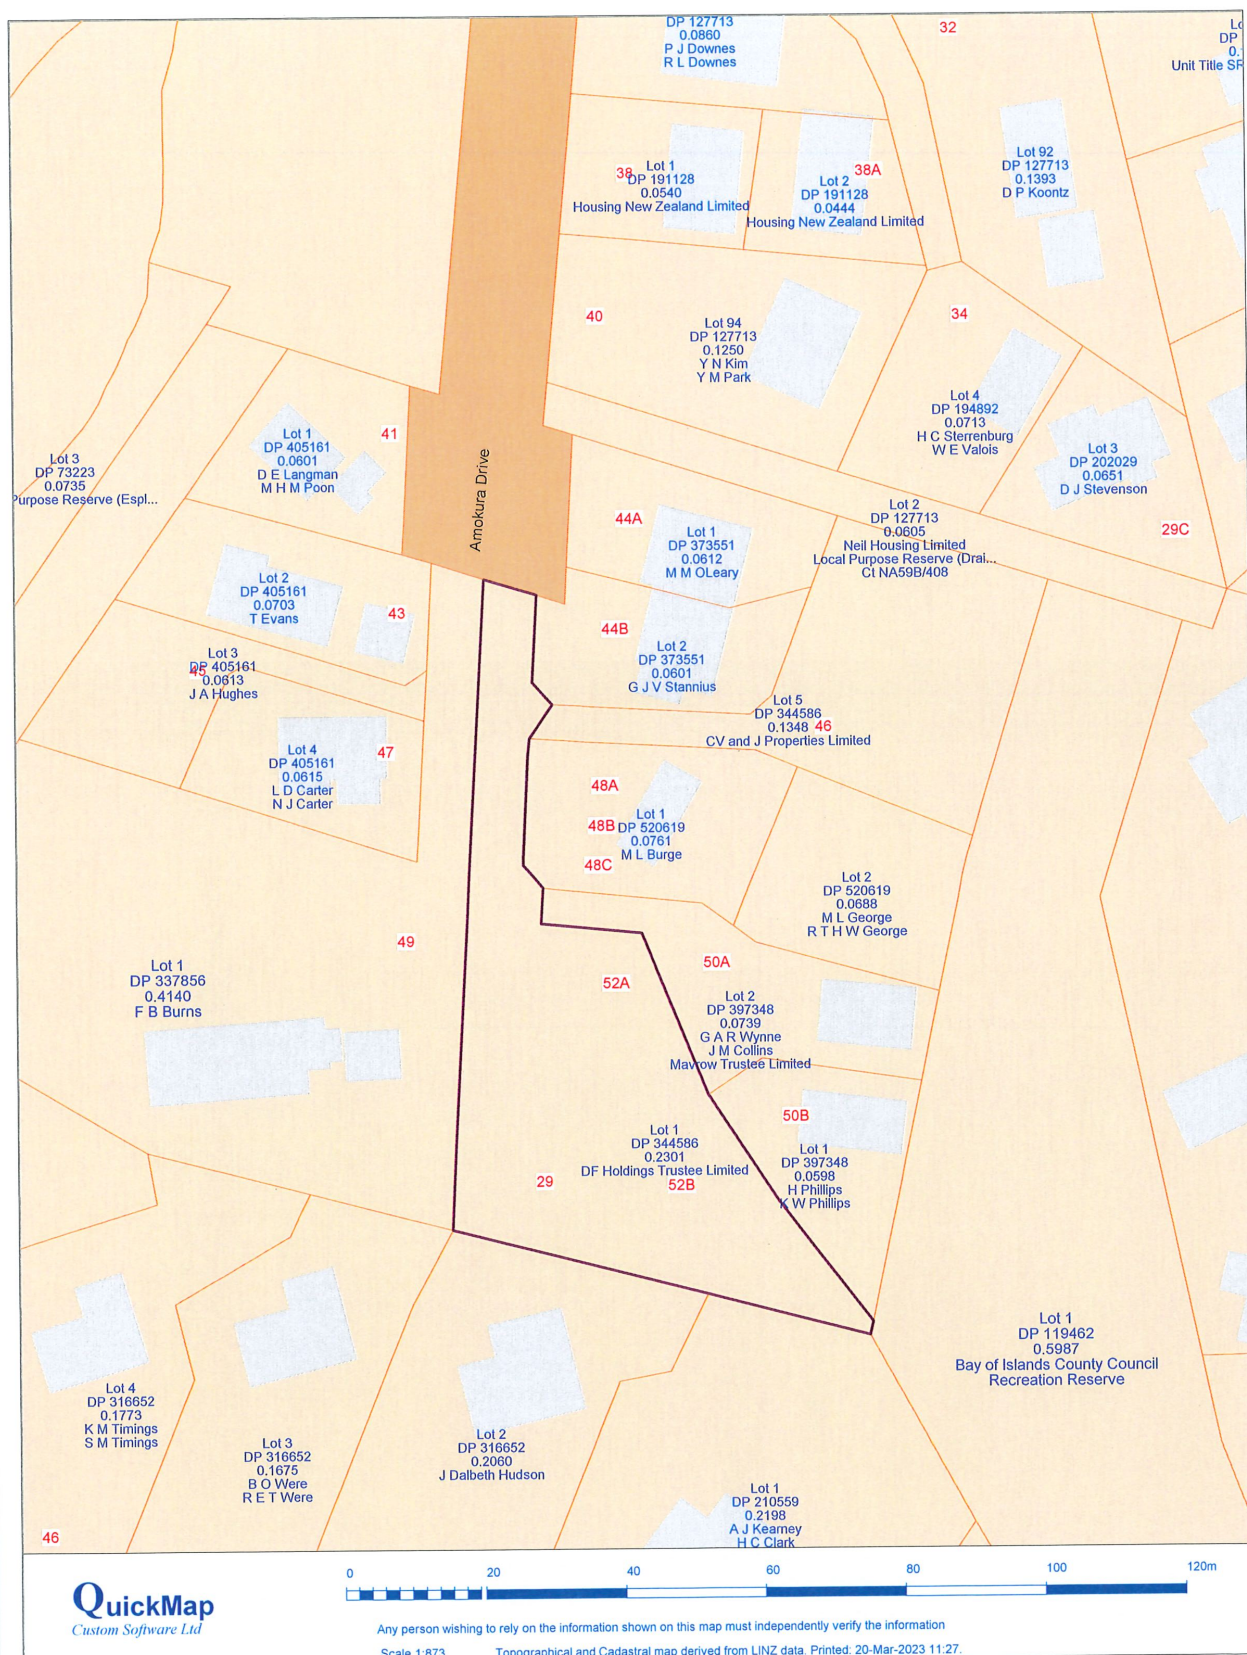 DP 127713
0.0860
P J Downes
R L Downes
32
DP
Unit Title
38
Lot 1
DP 191128
0.0540
Housing New Zealand Limited
38A
Lot 2
DP 191128
0.0444
Housing New Zealand Limited
Lot 92
DP 127713
0.1393
D P Koontz
40
Lot 94
DP 127713
0.1250
Y N Kim
Y M Park
34
Lot 4
DP 194892
0.0713
H C Sterrenburg
W E Valois
Lot 3
DP 202029
0.0651
D J Stevenson
41
Lot 1
DP 405161
0.0601
D E Langman
M H M Poon
Lot 3
DP 73223
0.0735
Purpose Reserve (Espl...
Amokura Drive
44A
Lot 1
DP 373551
0.0612
M M OLeary
Lot 2
DP 127713
0.0605
Neil Housing Limited
Local Purpose Reserve (Drai...
Ct NA59B/408
29C
Lot 2
DP 405161
0.0703
T Evans
43
44B
Lot 2
DP 373551
0.0601
G J V Stannius
45
Lot 3
DP 405161
0.0613
J A Hughes
Lot 5
DP 344586
0.1348
CV and J Properties Limited
46
47
Lot 4
DP 405161
0.0615
L D Carter
N J Carter
48A
48B
48C
Lot 1
DP 520619
0.0761
M L Burge
Lot 2
DP 520619
0.0688
M L George
R T H W George
49
Lot 1
DP 337856
0.4140
F B Burns
50A
52A
Lot 2
DP 397348
0.0739
G A R Wynne
J M Collins
Mavrow Trustee Limited
50B
Lot 1
DP 344586
0.2301
DF Holdings Trustee Limited
29
52B
Lot 1
DP 397348
0.0598
H Phillips
K W Phillips
Lot 1
DP 119462
0.5987
Bay of Islands County Council
Recreation Reserve
Lot 4
DP 316652
0.1773
K M Timings
S M Timings
Lot 3
DP 316652
0.1675
B O Were
R E T Were
Lot 2
DP 316652
0.2060
J Dalbeth Hudson
Lot 1
DP 210559
0.2198
A J Kearney
H C Clark
46
0 20 40 60 80 100 120m
QuickMap
Custom Software Ltd
Any person wishing to rely on the information shown on this map must independently verify the information
Scale 1:873 Topographical and Cadastral map derived from LINZ data. Printed: 20-Mar-2023 11:27.